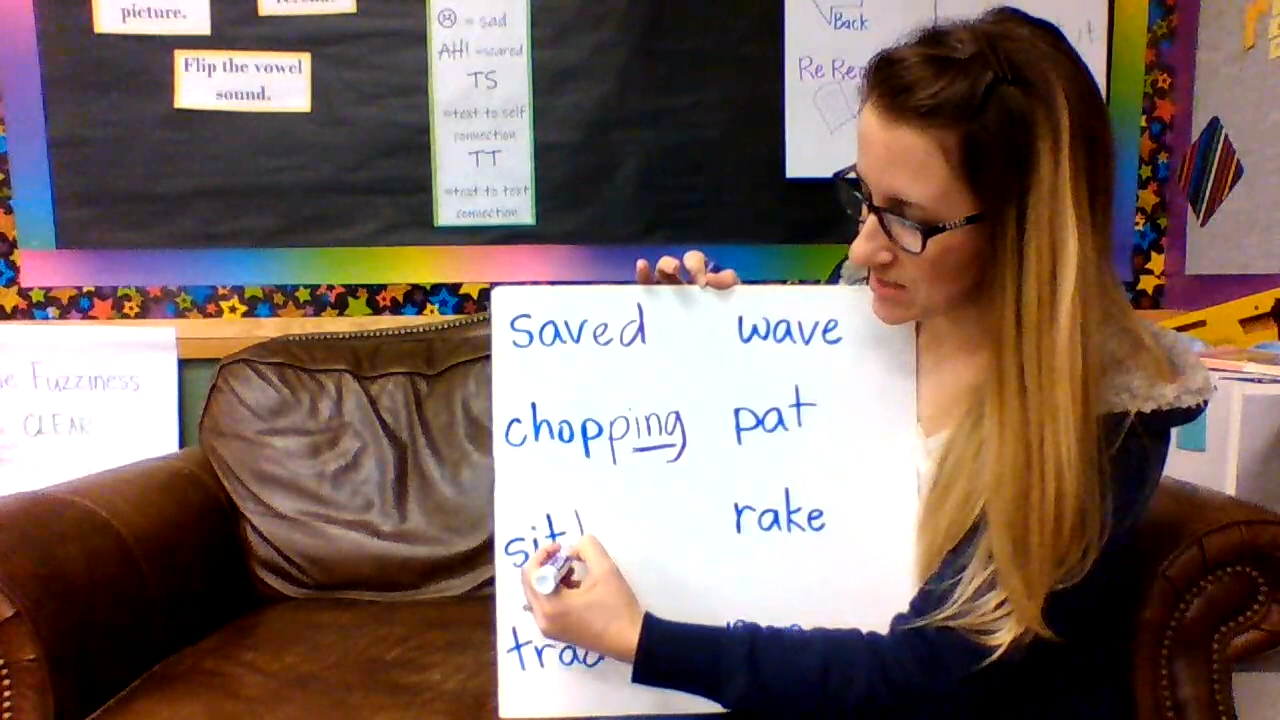 picture.
Flip the vowel
sound.
= sad
AH! =scared
TS
=text to self
connection
TT
=text to text
connection
Back
Fuzziness
CLEAR
saved
wave
chopping
pat
sit
rake